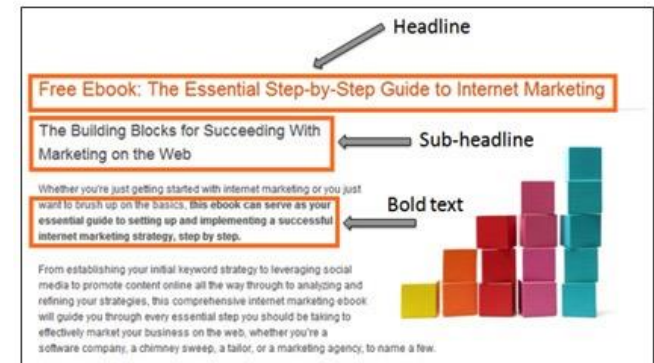 Headline
Free Ebook: The Essential Step-by-Step Guide to Internet Marketing
The Building Blocks for Succeeding With
Marketing on the Web
Sub-headline
Whether you're just getting started with internet marketing or you just
want to brush up on the basics, this ebook can serve as your
essential guide to setting up and implementing a successful
internet marketing strategy, step by step.
Bold text
From establishing your initial keyword strategy to leveraging social
media to promote content online all the way through to analyzing and
refining your strategies, this comprehensive internet marketing ebook
will guide you through every essential step you should be taking to
effectively market your business on the web, whether you're a
software company, a chimney sweep, a tailor, or a marketing agency, to name a few.